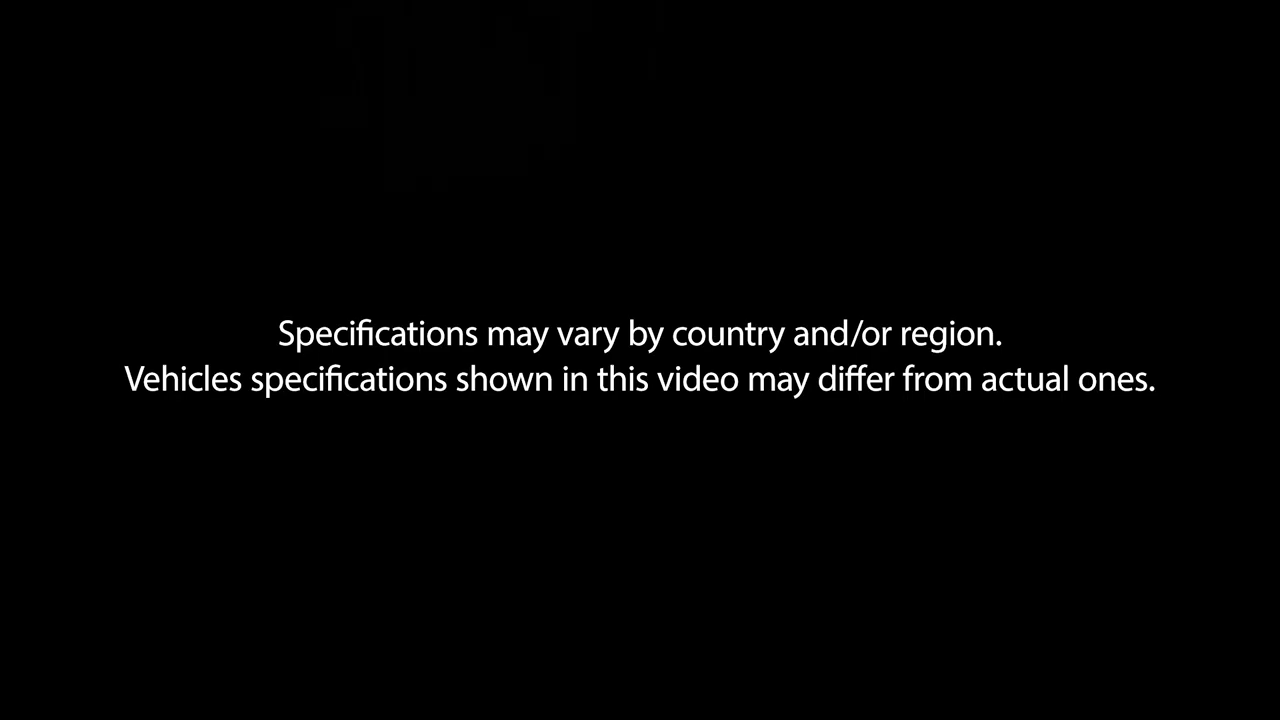 Specifications may vary by country and/or region.
Vehicles specifications shown in this video may differ from actual ones.